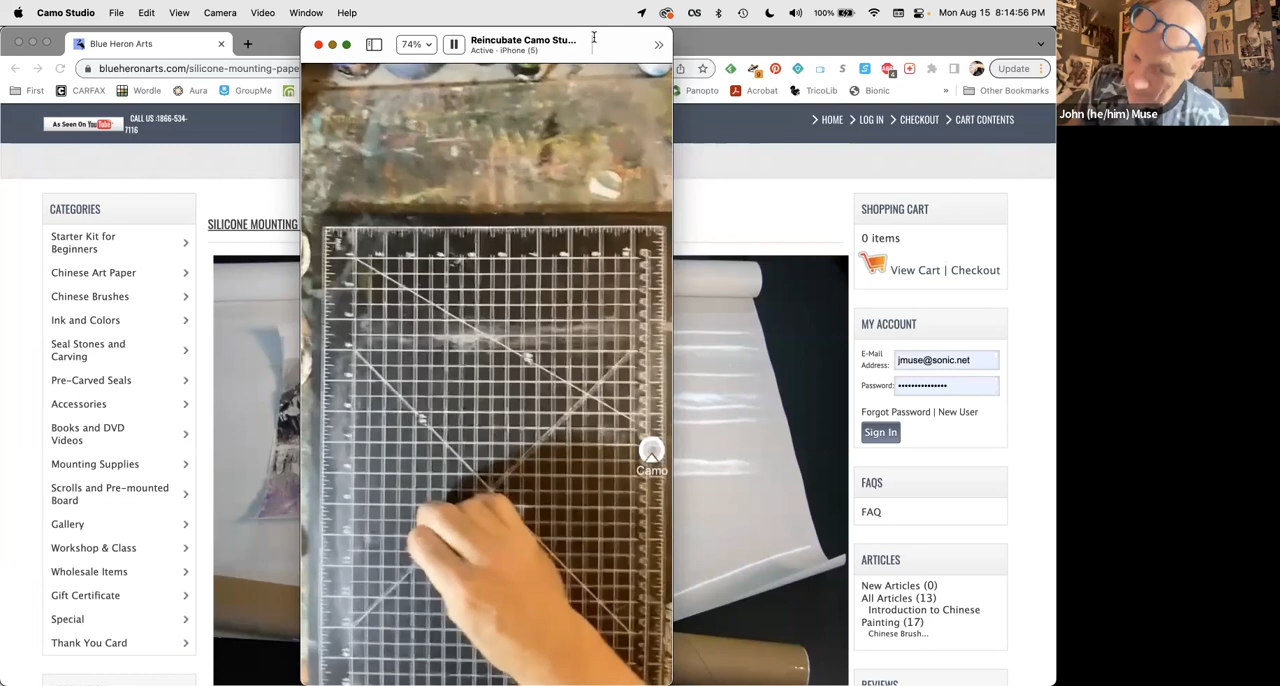 Camo Studio File Edit View Camera Video Window Help
100% Mon Aug 15 8:14:56 PM
Blue Heron Arts
74% Reincubate Camo Stu...
Active · iPhone (5)
blueheronarts.com/silicone-mounting-pape
Update
First CARFAX Wordle Aura GroupMe
Panopto Acrobat TricoLib Bionic » Other Bookmarks
John (he/him) Muse
As Seen On YouTube
CALL US :1866-534-
7116
HOME LOG IN CHECKOUT CART CONTENTS
CATEGORIES
Starter Kit for
Beginners
Chinese Art Paper
Chinese Brushes
Ink and Colors
Seal Stones and
Carving
Pre-Carved Seals
Accessories
Books and DVD
Videos
Mounting Supplies
Scrolls and Pre-mounted
Board
Gallery
Workshop & Class
Wholesale Items
Gift Certificate
Special
Thank You Card
SILICONE MOUNTING
Camo
SHOPPING CART
0 items
View Cart | Checkout
MY ACCOUNT
E-Mail
Address:
jmuse@sonic.net
Password:
•••••••••••••••
Forgot Password | New User
Sign In
FAQS
FAQ
ARTICLES
New Articles (0)
All Articles (13)
Introduction to Chinese
Painting (17)
Chinese Brush...
REVIEWS